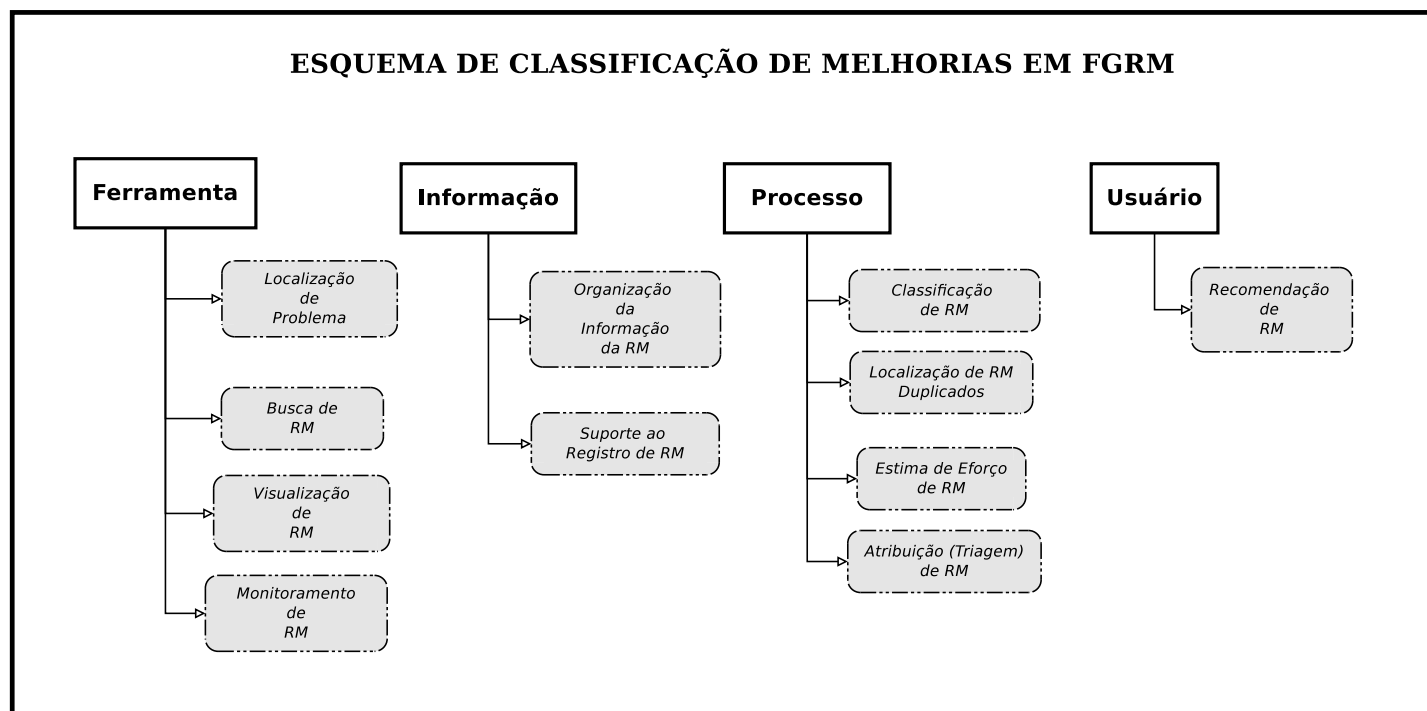 ESQUEMA DE CLASSIFICAÇÃO DE MELHORIAS EM FGRM
Ferramenta
Localização
de
Problema
Busca de
RM
Visualização
de
RM
Monitoramento
de
RM
Informação
Organização
da
Informação
da RM
Suporte ao
Registro de RM
Processo
Classificação
de RM
Localização de RM
Duplicados
Estima de Eforço
de RM
Atribuição (Triagem)
de RM
Usuário
Recomendação
de
RM